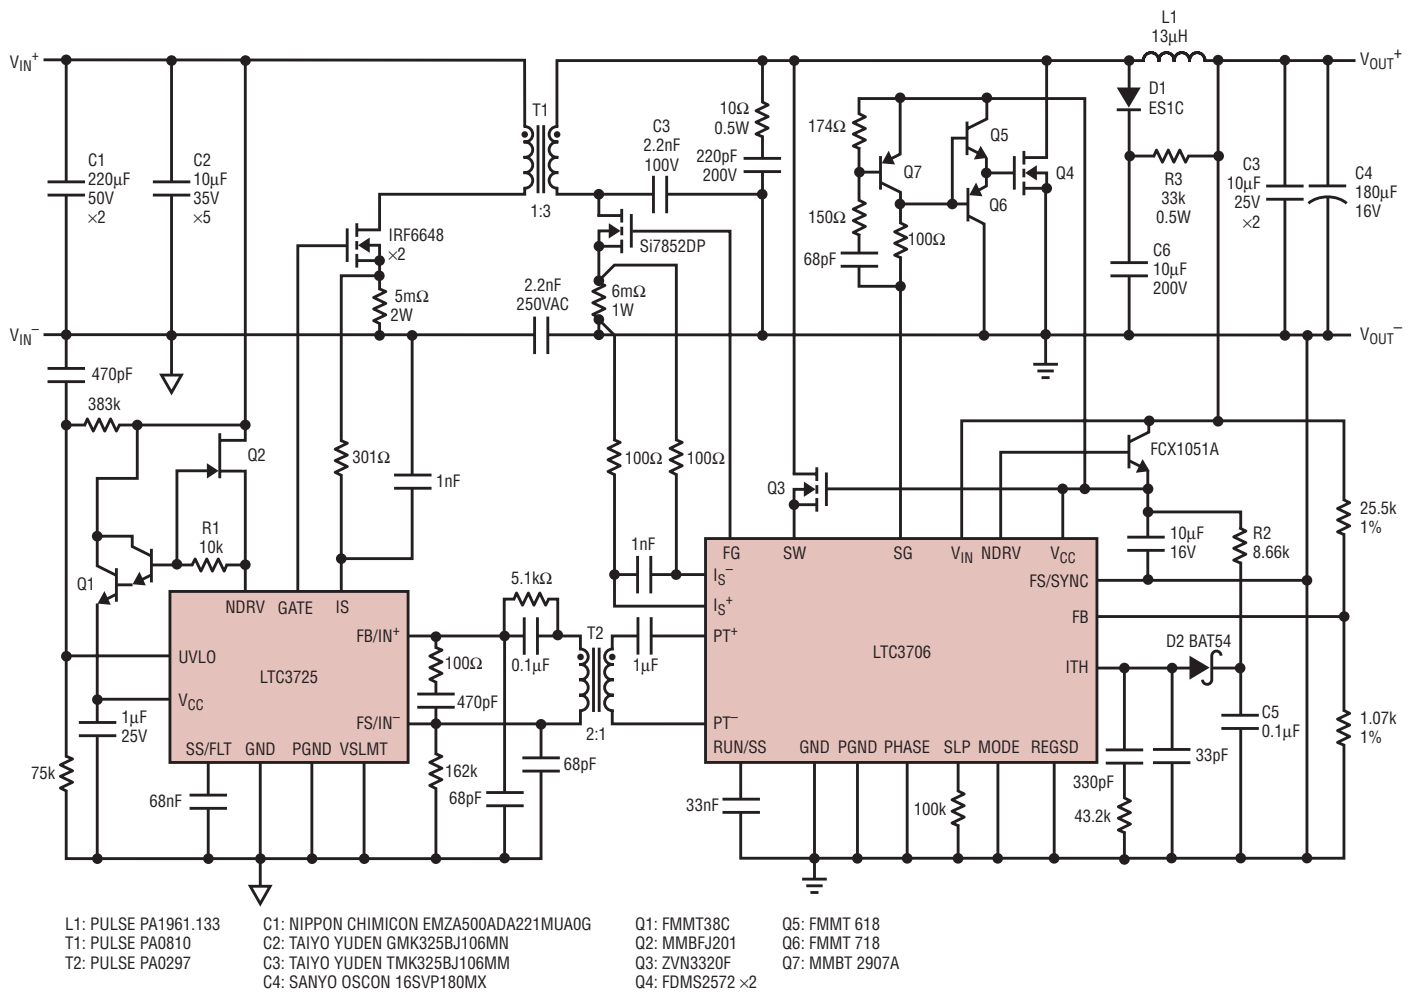 L1
13µH
VIN+
VOUT+
T1
1:3
C1
220µF
50V
×2
C2
10µF
35V
×5
C3
2.2nF
100V
10Ω
0.5W
220pF
200V
174Ω
Q7
Q5
Q4
Q6
150Ω
100Ω
68pF
D1
ES1C
R3
33k
0.5W
C6
10µF
200V
C3
10µF
25V
×2
C4
180µF
16V
IRF6648
×2
Si7852DP
5mΩ
2W
2.2nF
250VAC
6mΩ
1W
VIN–
VOUT–
470pF
383k
Q2
301Ω
1nF
100Ω
100Ω
Q3
FCX1051A
25.5k
1%
R1
10k
Q1
1nF
10µF
16V
R2
8.66k
NDRV
GATE
IS
FB/IN+
UVLO
LTC3725
VCC
FS/IN–
SS/FLT
GND
PGND
VSLMT
1µF
25V
75k
68nF
5.1kΩ
0.1µF
100Ω
470pF
162k
68pF
68pF
T2
2:1
1µF
FG
SW
SG
VIN
NDRV
VCC
IS–
IS+
PT+
PT–
LTC3706
FS/SYNC
FB
ITH
RUN/SS
GND
PGND
PHASE
SLP
MODE
REGSD
D2 BAT54
C5
0.1µF
1.07k
1%
33nF
100k
330pF
33pF
43.2k
L1: PULSE PA1961.133
T1: PULSE PA0810
T2: PULSE PA0297
C1: NIPPON CHIMICON EMZA500ADA221MUA0G
C2: TAIYO YUDEN GMK325BJ106MN
C3: TAIYO YUDEN TMK325BJ106MM
C4: SANYO OSCON 16SVP180MX
Q1: FMMT38C
Q2: MMBFJ201
Q3: ZVN3320F
Q4: FDMS2572 ×2
Q5: FMMT 618
Q6: FMMT 718
Q7: MMBT 2907A